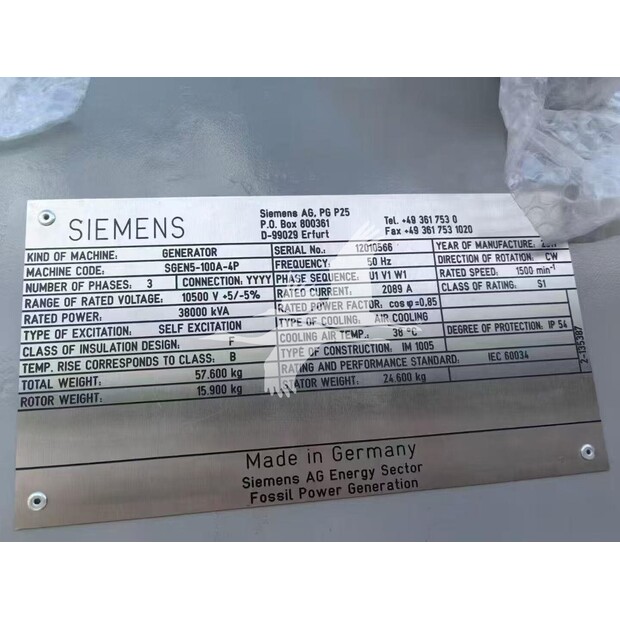 SIEMENS
Siemens AG, PG P25
P.O. Box 800361
D-99029 Erfurt
Tel. +49 361 753 0
Fax +49 361 753 1020
KIND OF MACHINE: GENERATOR SERIAL No.: 12010566 YEAR OF MANUFACTURE:
MACHINE CODE: SGEN5-100A-4P FREQUENCY: 50 Hz DIRECTION OF ROTATION: CW
NUMBER OF PHASES: 3 CONNECTION: YYYY PHASE SEQUENCE: U1 V1 W1 RATED SPEED: 1500 min⁻¹
RANGE OF RATED VOLTAGE: 10500 V +5/-5% RATED CURRENT: 2089 A CLASS OF RATING: S1
RATED POWER: 38000 kVA RATED POWER FACTOR: cos φ=0,85
TYPE OF EXCITATION: SELF EXCITATION TYPE OF COOLING: AIR COOLING
CLASS OF INSULATION DESIGN: F COOLING AIR TEMP.: 38 °C DEGREE OF PROTECTION: IP 54
TEMP. RISE CORRESPONDS TO CLASS: B TYPE OF CONSTRUCTION: IM 1005
TOTAL WEIGHT: 57.600 kg RATING AND PERFORMANCE STANDARD: IEC 60034
ROTOR WEIGHT: 15.900 kg STATOR WEIGHT: 24.600 kg
2-135387
Made in Germany
Siemens AG Energy Sector
Fossil Power Generation